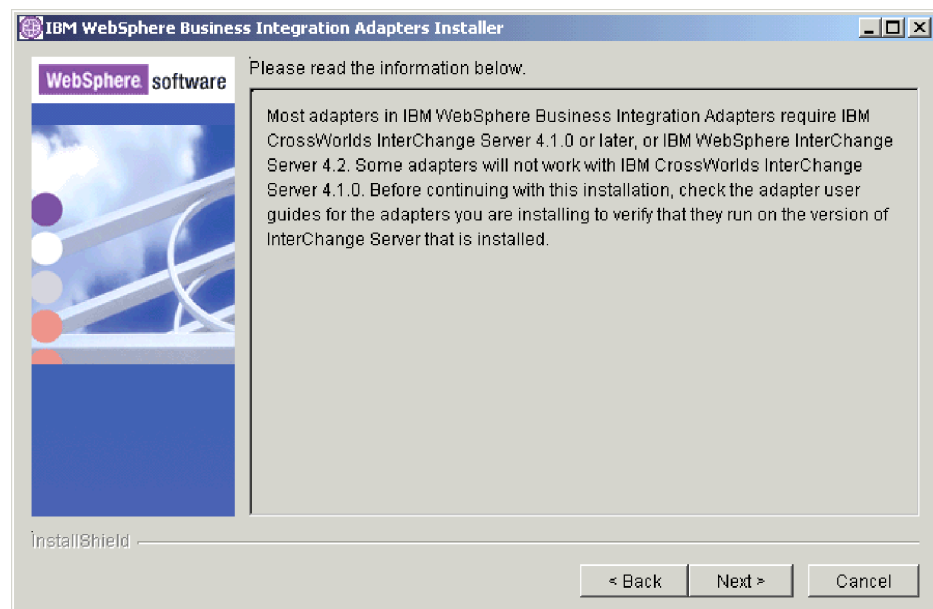 IBM WebSphere Business Integration Adapters Installer
WebSphere software
Please read the information below.
Most adapters in IBM WebSphere Business Integration Adapters require IBM
CrossWorlds InterChange Server 4.1.0 or later, or IBM WebSphere InterChange
Server 4.2. Some adapters will not work with IBM CrossWorlds InterChange
Server 4.1.0. Before continuing with this installation, check the adapter user
guides for the adapters you are installing to verify that they run on the version of
InterChange Server that is installed.
InstallShield
< Back Next > Cancel